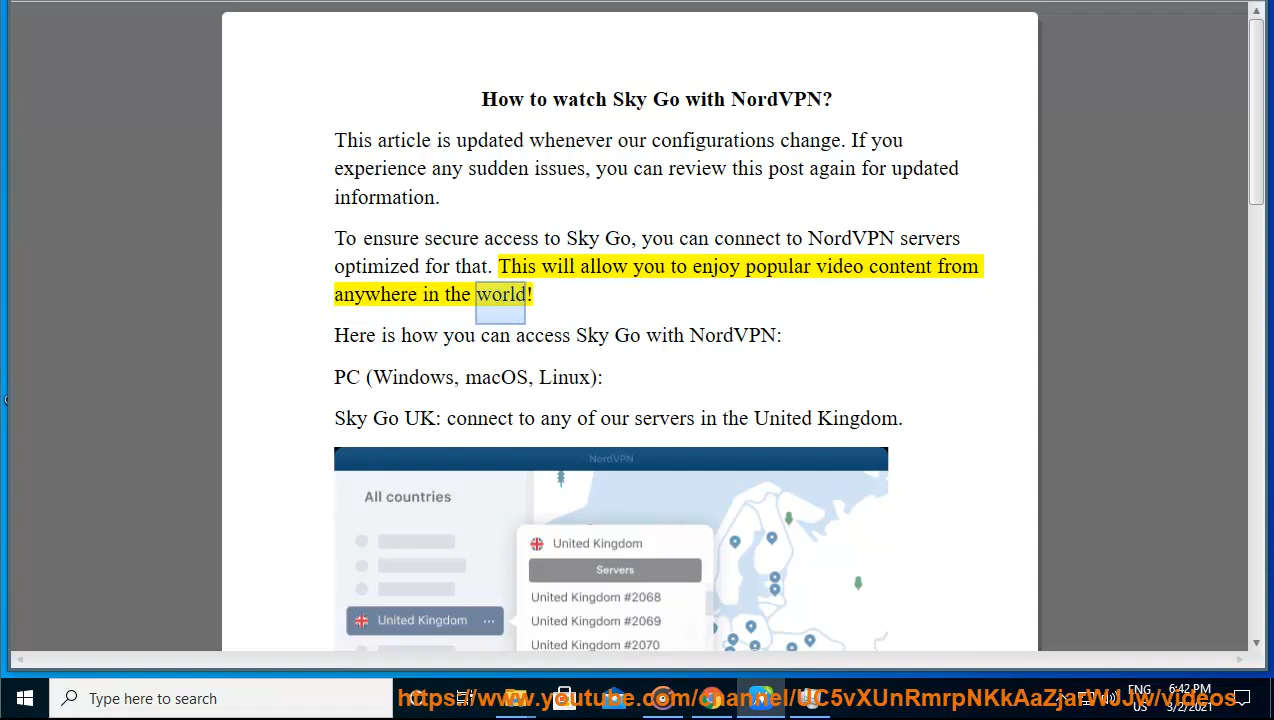 How to watch Sky Go with NordVPN?
This article is updated whenever our configurations change. If you
experience any sudden issues, you can review this post again for updated
information.
To ensure secure access to Sky Go, you can connect to NordVPN servers
optimized for that. This will allow you to enjoy popular video content from
anywhere in the world!
Here is how you can access Sky Go with NordVPN:
PC (Windows, macOS, Linux):
Sky Go UK: connect to any of our servers in the United Kingdom.
NordVPN
All countries
United Kingdom
Servers
United Kingdom #2068
United Kingdom ...
United Kingdom #2069
United Kingdom #2070
Type here to search
ENG
US
6:42 PM
3/2/2021